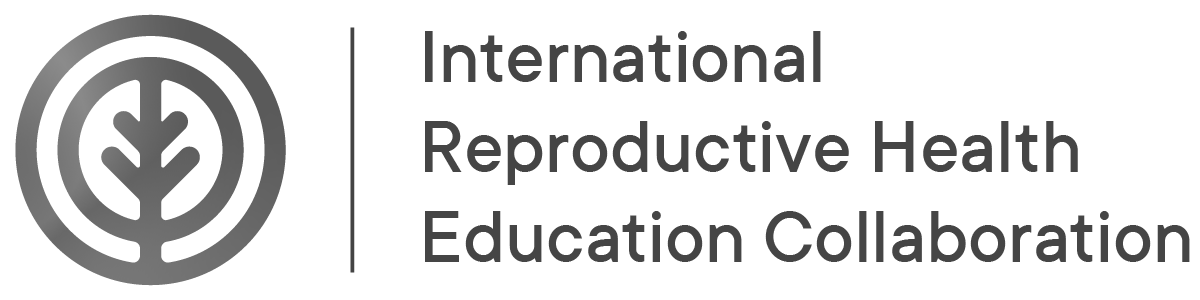 International
Reproductive Health
Education Collaboration